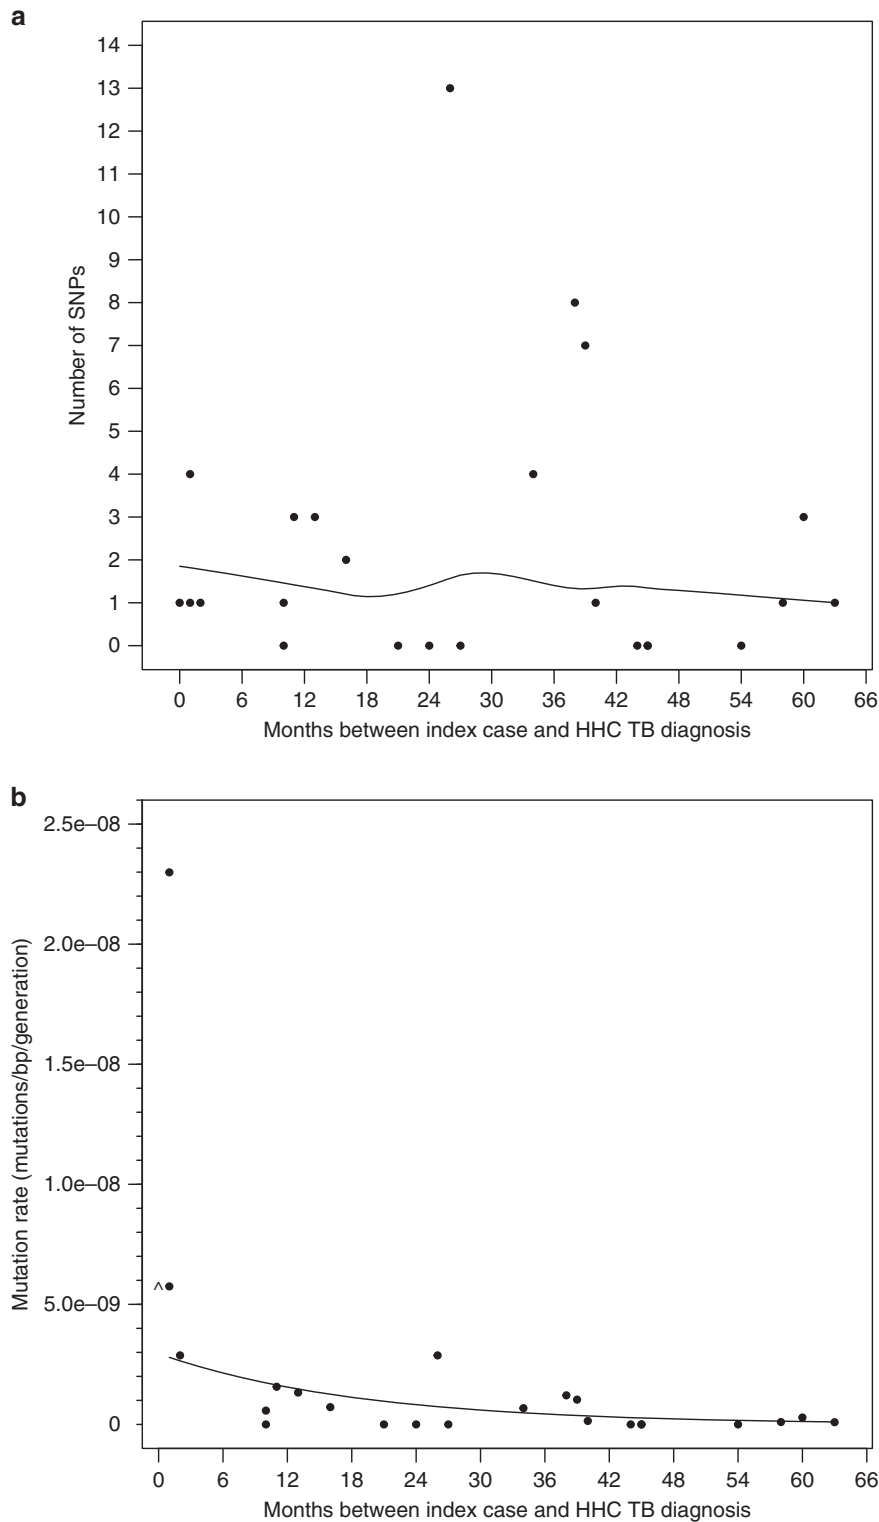 a
14
13
12
11
10
9
8
7
6
5
4
3
2
1
0
Number of SNPs
0 6 12 18 24 30 36 42 48 54 60 66
Months between index case and HHC TB diagnosis
b
2.5e–08
2.0e–08
1.5e–08
1.0e–08
5.0e–09
0
Mutation rate (mutations/bp/generation)
^
0 6 12 18 24 30 36 42 48 54 60 66
Months between index case and HHC TB diagnosis